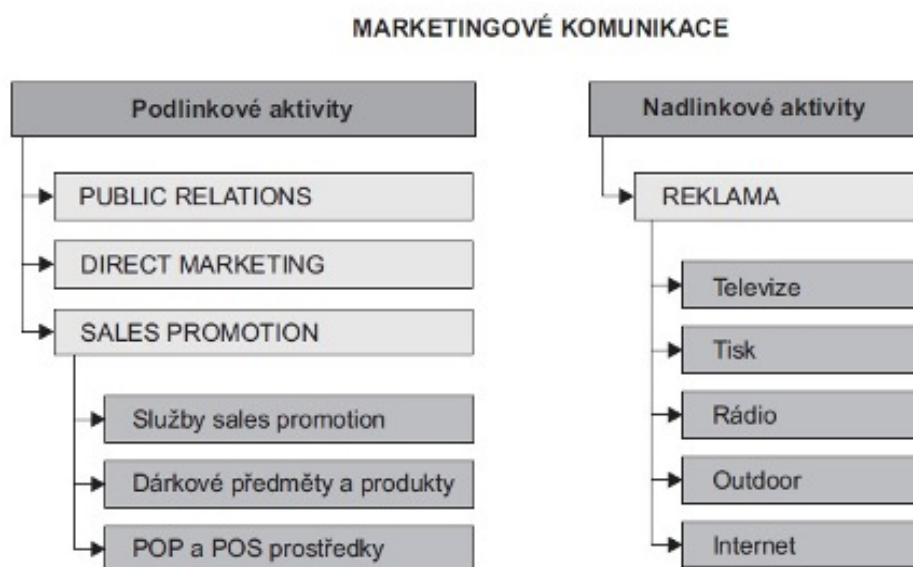 MARKETINGOVÉ KOMUNIKACE
Podlinkové aktivity
PUBLIC RELATIONS
DIRECT MARKETING
SALES PROMOTION
Služby sales promotion
Dárkové předměty a produkty
POP a POS prostředky
Nadlinkové aktivity
REKLAMA
Televize
Tisk
Rádio
Outdoor
Internet